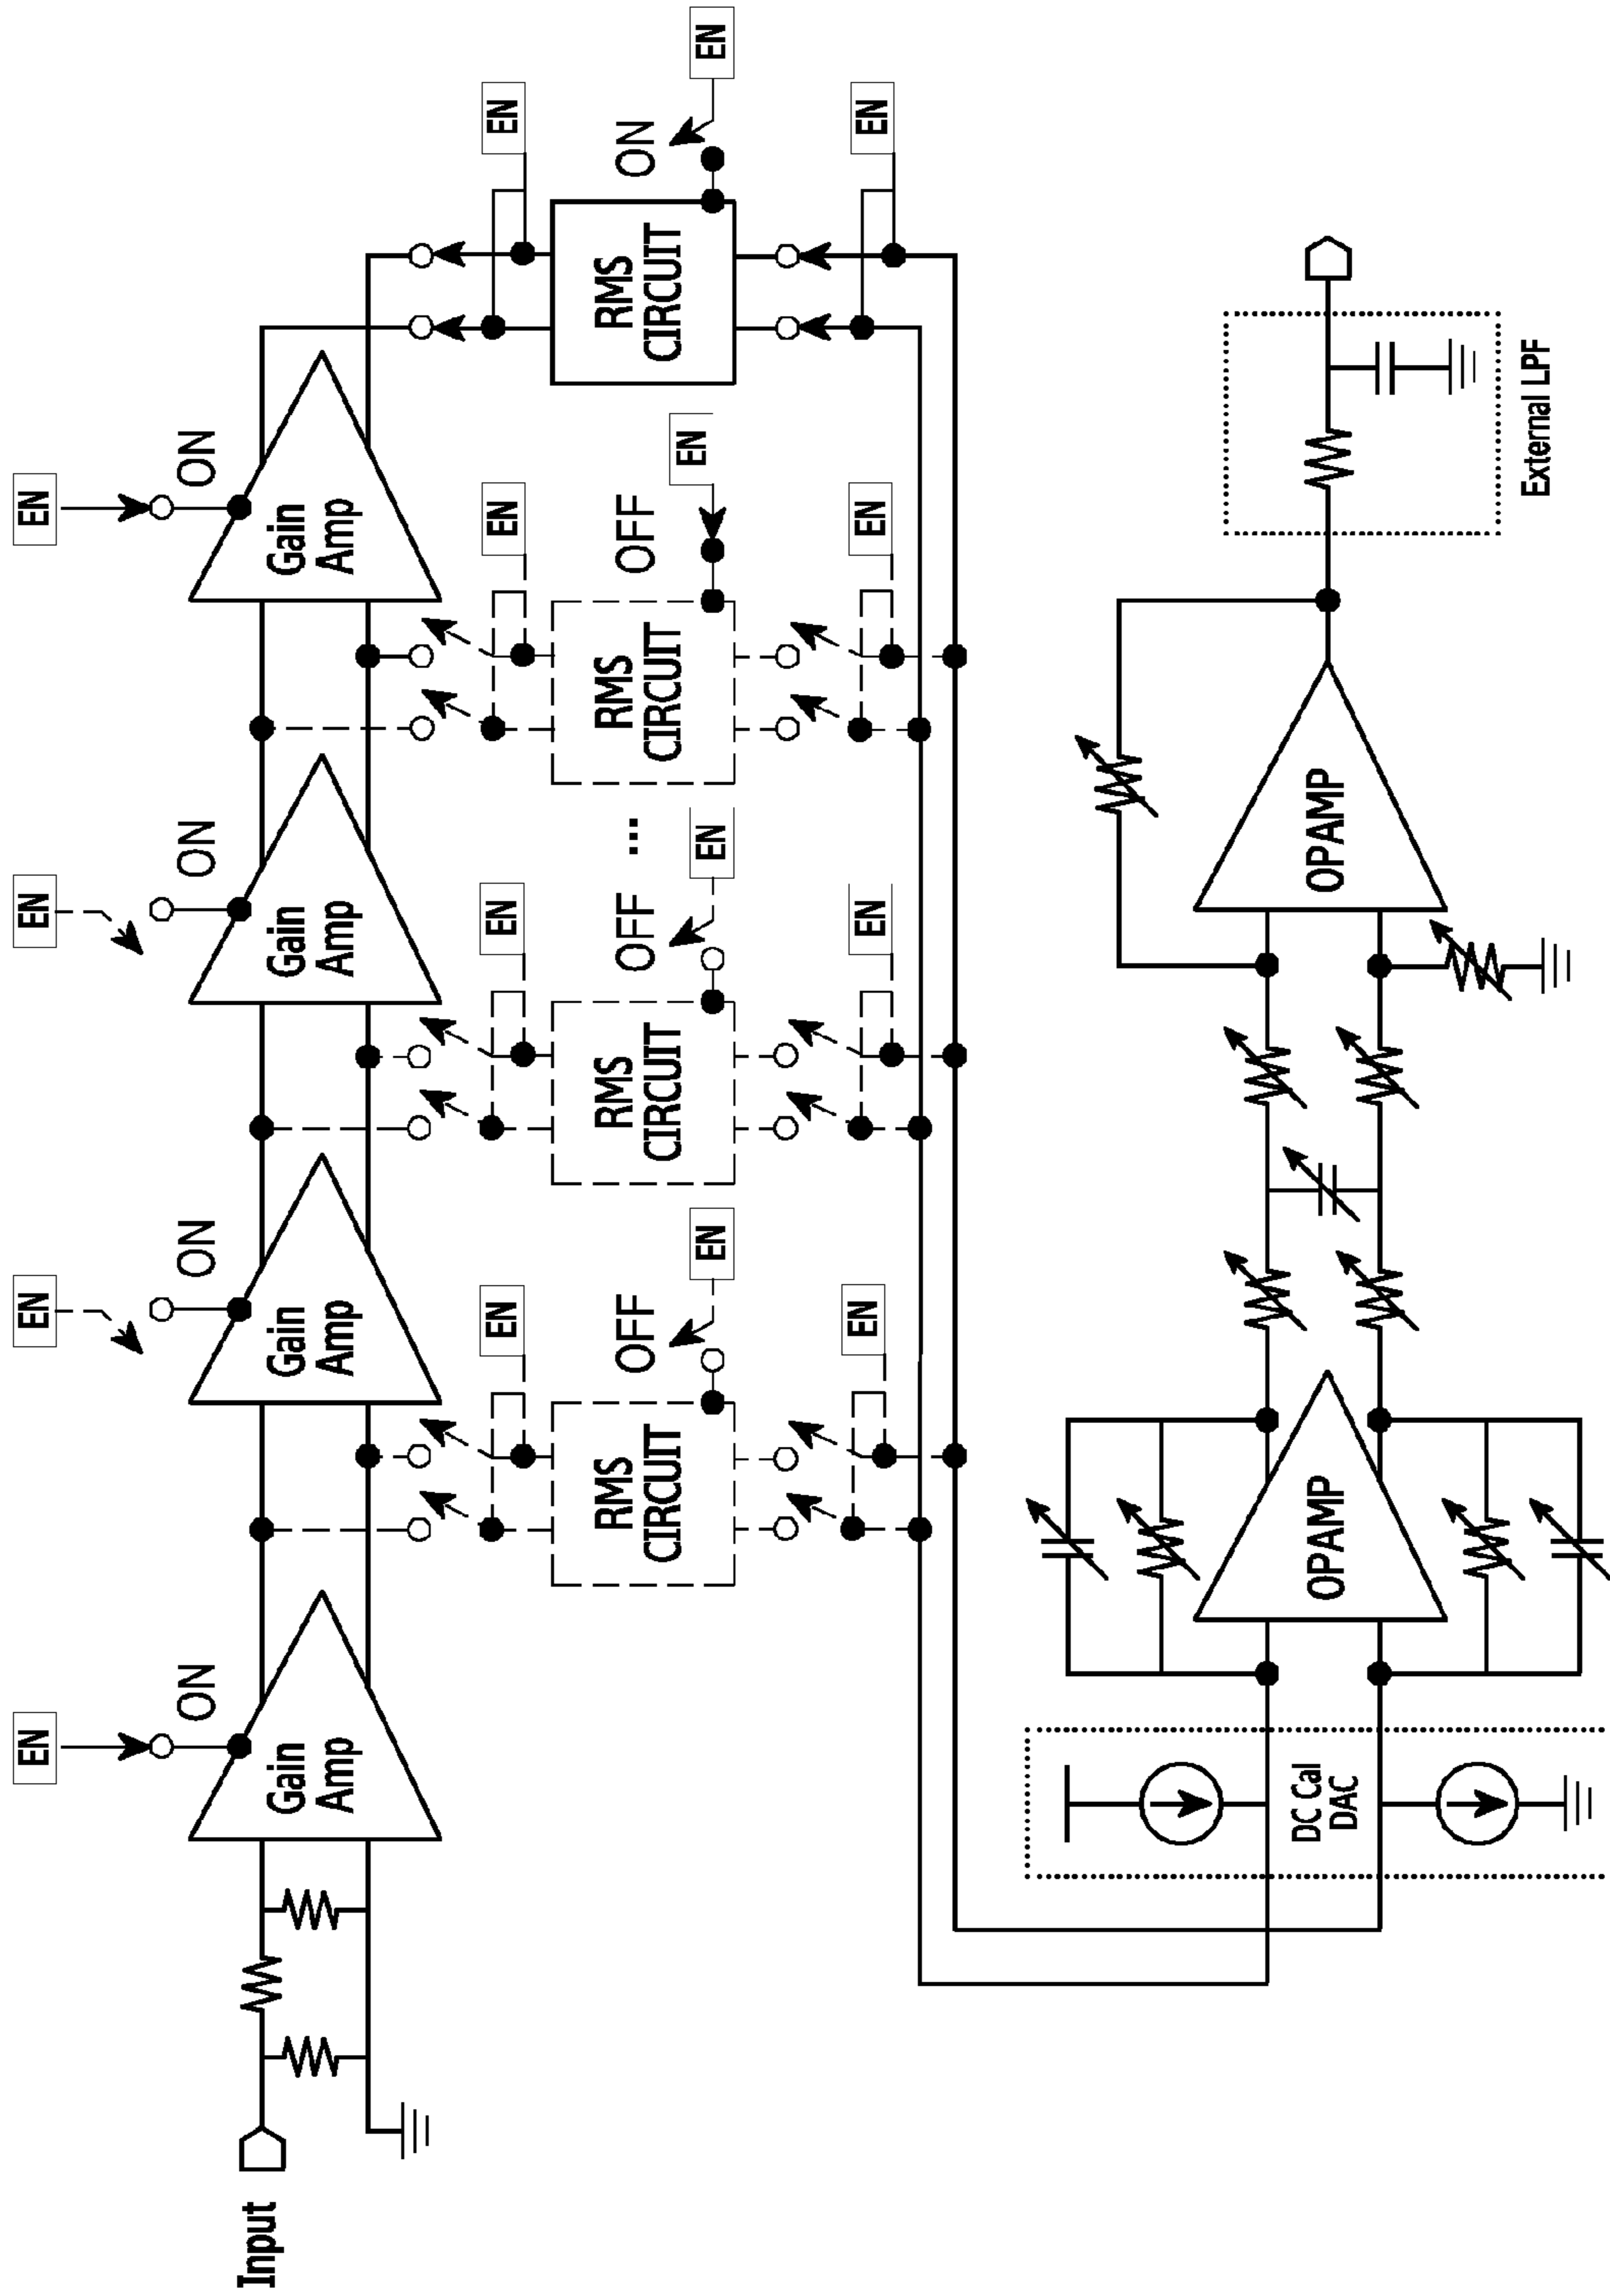 EN
EN
EN
EN
ON
ON
ON
ON
Input
Gain
Amp
Gain
Amp
Gain
Amp
Gain
Amp
EN
EN
EN
EN
RMS
CIRCUIT
RMS
CIRCUIT
RMS
CIRCUIT
RMS
CIRCUIT
OFF
OFF
...
OFF
ON
EN
EN
EN
EN
EN
EN
EN
EN
DC Cal
DAC
OPAMP
OPAMP
External LPF